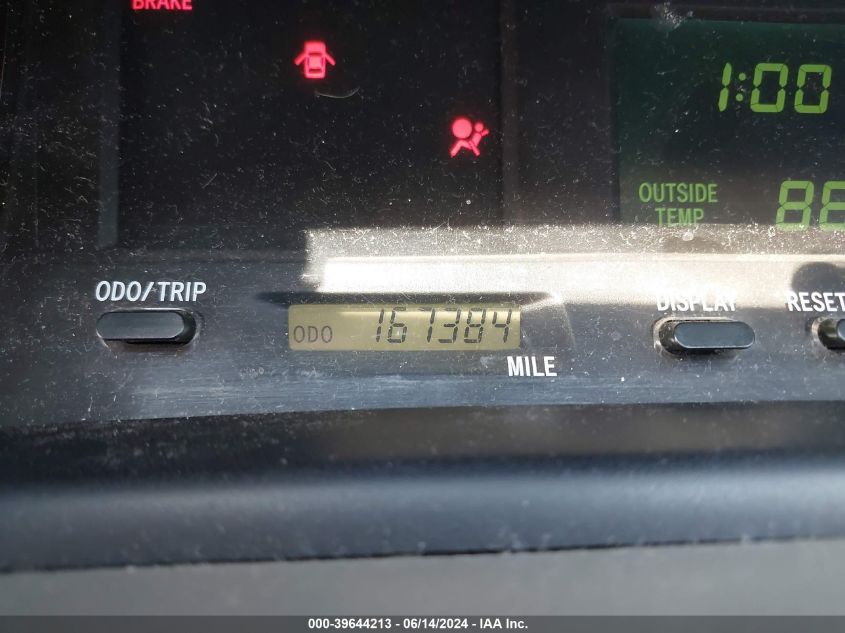 BRAKE
1:00
OUTSIDE
TEMP
ODO/TRIP
DISPLAY
RESET
ODO 167384
MILE
000-39644213 - 06/14/2024 - IAA Inc.